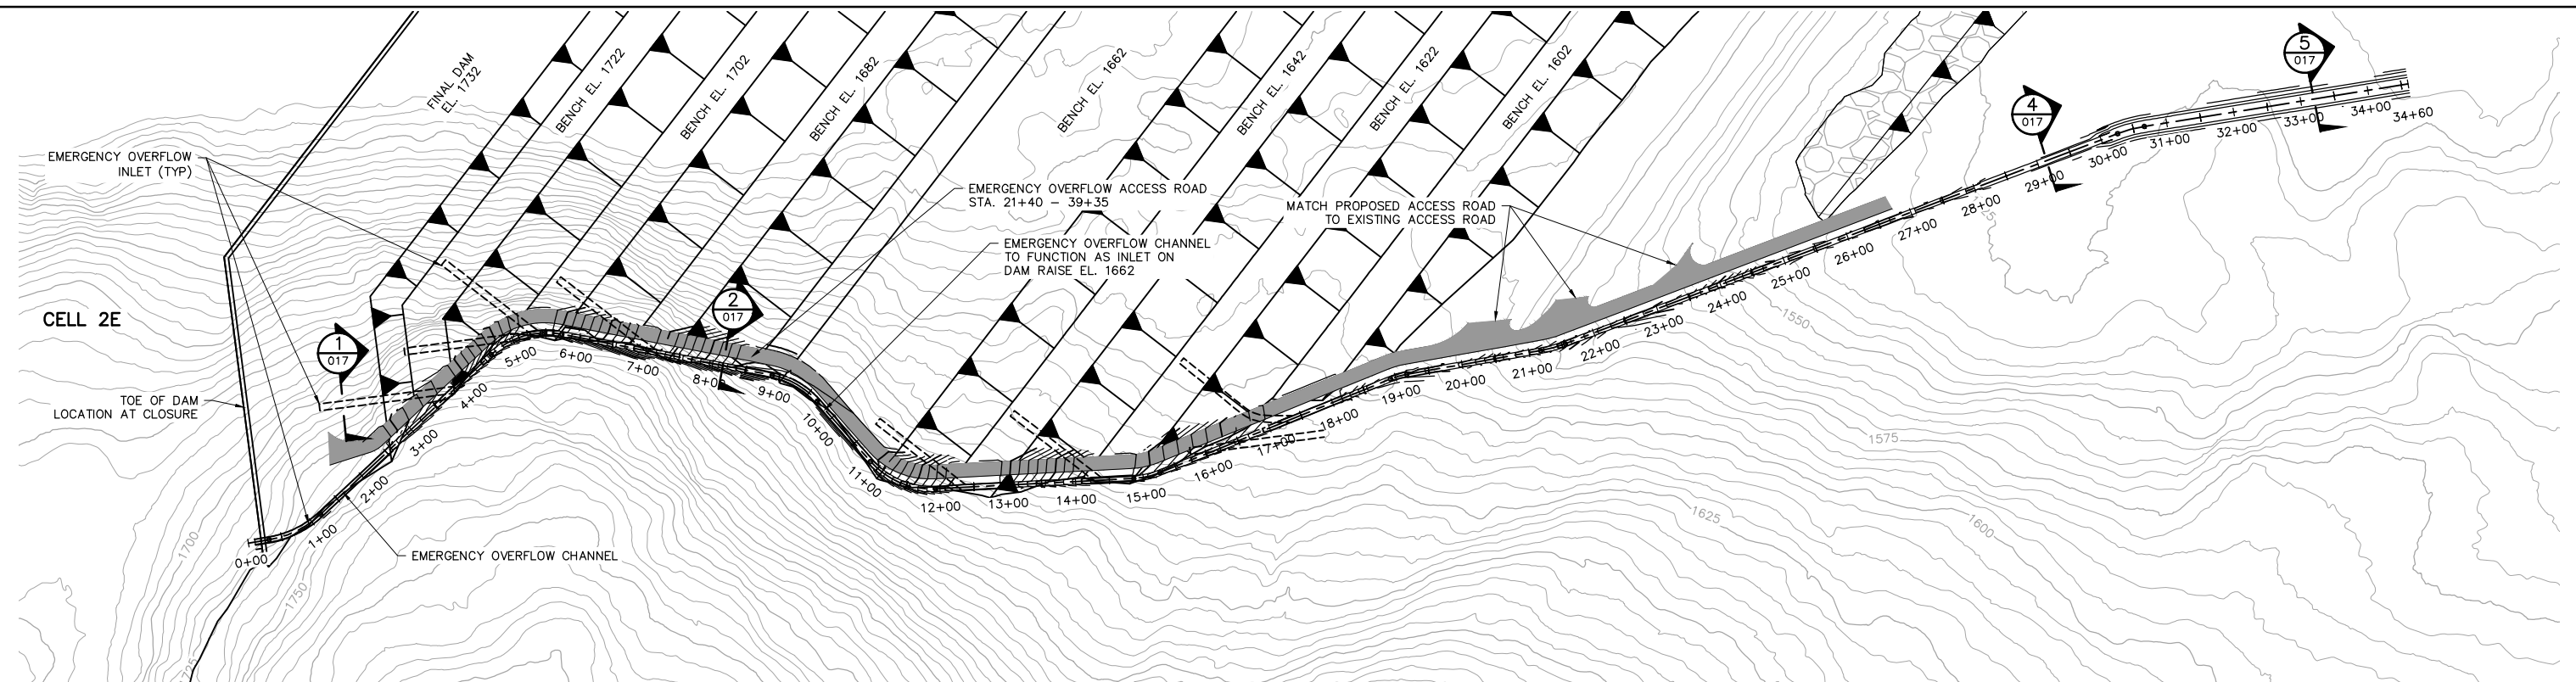 FINAL DAM
EL. 1732
BENCH EL. 1722
BENCH EL. 1702
BENCH EL. 1682
BENCH EL. 1662
BENCH EL. 1642
BENCH EL. 1622
BENCH EL. 1602
5
017
4
017
EMERGENCY OVERFLOW
INLET (TYP)
EMERGENCY OVERFLOW ACCESS ROAD
STA. 21+40 – 39+35
MATCH PROPOSED ACCESS ROAD
TO EXISTING ACCESS ROAD
EMERGENCY OVERFLOW CHANNEL
TO FUNCTION AS INLET ON
DAM RAISE EL. 1662
CELL 2E
1
017
2
017
TOE OF DAM
LOCATION AT CLOSURE
EMERGENCY OVERFLOW CHANNEL
0+00
1+00
2+00
3+00
4+00
5+00
6+00
7+00
8+00
9+00
10+00
11+00
12+00
13+00
14+00
15+00
16+00
17+00
18+00
19+00
20+00
21+00
22+00
23+00
24+00
25+00
26+00
27+00
28+00
29+00
30+00
31+00
32+00
33+00
34+00
34+60
1550
1575
1600
1625
1700
1750